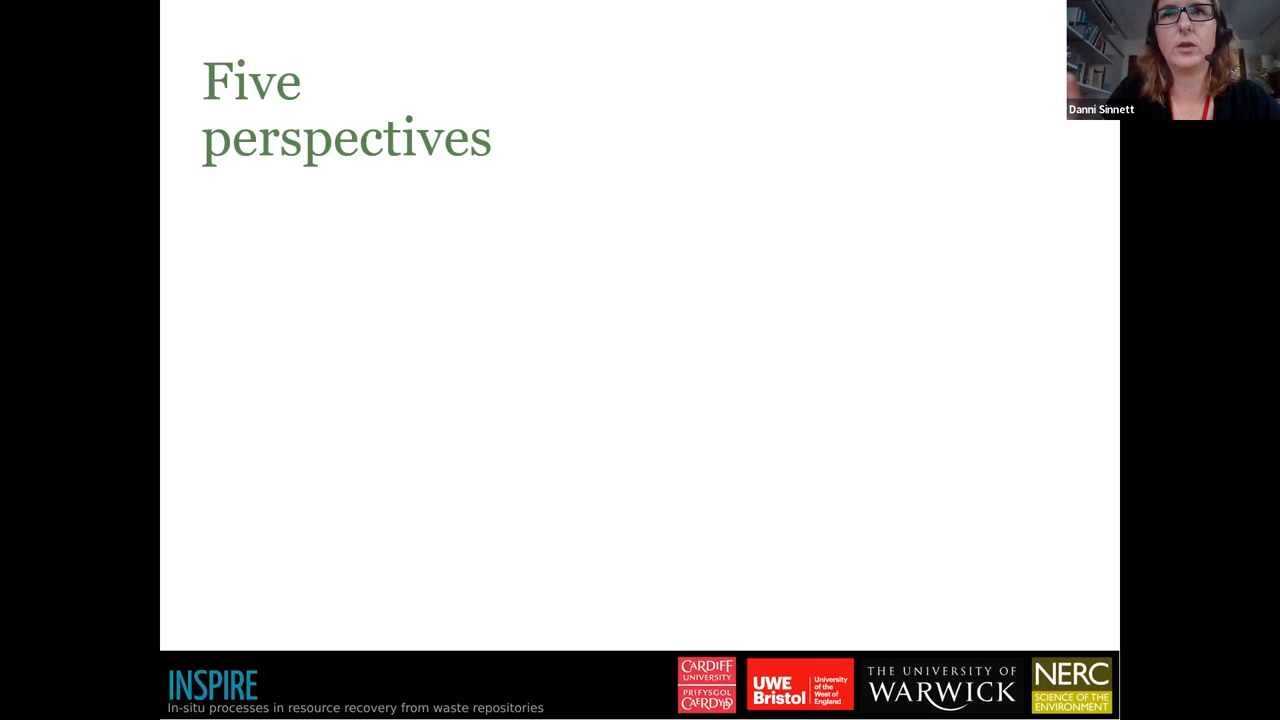 Five
perspectives
Danni Sinnett
INSPIRE
In-situ processes in resource recovery from waste repositories
CARDIFF
UNIVERSITY
PRIFYSGOL
CAERDYDD
UWE
Bristol
University
of the
West of
England
THE UNIVERSITY OF
WARWICK
NERC
SCIENCE OF THE
ENVIRONMENT